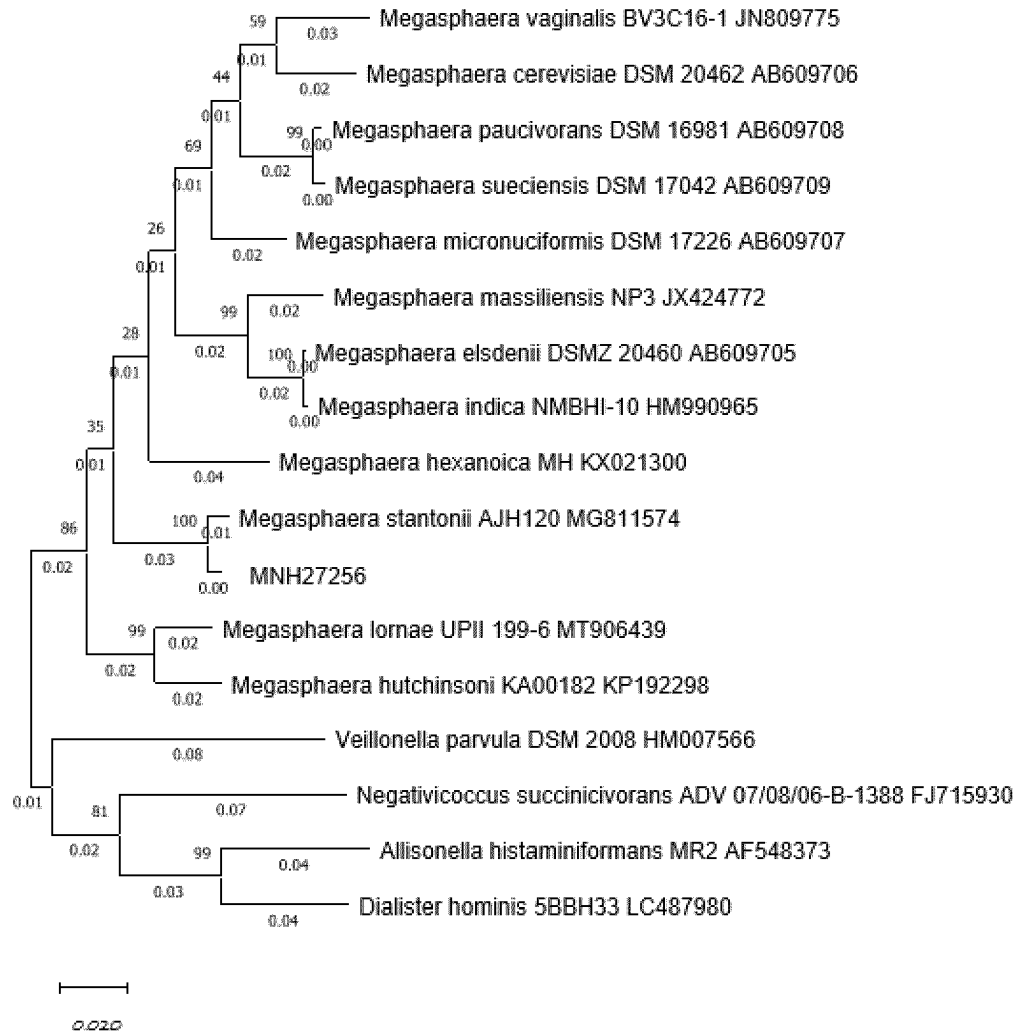 59 Megasphaera vaginalis BV3C16-1 JN809775
0.03
0.01
44 Megasphaera cerevisiae DSM 20462 AB609706
0.02
0.01
99 Megasphaera paucivorans DSM 16981 AB609708
0.00
69
0.02
0.01 Megasphaera sueciensis DSM 17042 AB609709
0.00
26
Megasphaera micronuciformis DSM 17226 AB609707
0.02
0.01
Megasphaera massiliensis NP3 JX424772
99 0.02
28
0.02 100 Megasphaera elsdenii DSMZ 20460 AB609705
0.00
0.01
0.02
Megasphaera indica NMBHI-10 HM990965
0.00
35
0.01 Megasphaera hexanoica MH KX021300
0.04
86 100 Megasphaera stantonii AJH120 MG811574
0.01
0.02 0.03
MNH27256
0.00
99 Megasphaera lornae UPII 199-6 MT906439
0.02
0.02
Megasphaera hutchinsoni KA00182 KP192298
0.02
Veillonella parvula DSM 2008 HM007566
0.08
Negativicoccus succinicivorans ADV 07/08/06-B-1388 FJ715930
0.01 81 0.07
0.02 99 Allisonella histaminiformans MR2 AF548373
0.04
0.03
Dialister hominis 5BBH33 LC487980
0.04
0.020